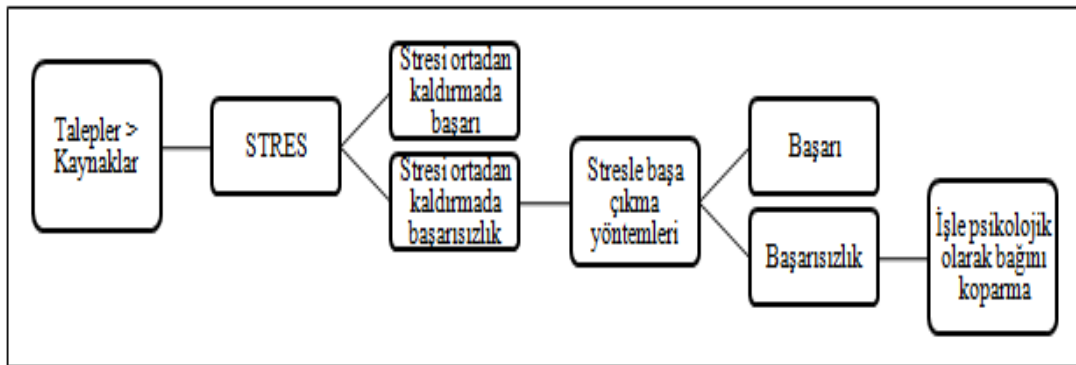 Talepler >
Kaynaklar
STRES
Stresi ortadan
kaldırmada
başarı
Stresi ortadan
kaldırmada
başarısızlık
Stresle başa
çıkma
yöntemleri
Başarı
Başarısızlık
İşle psikolojik
olarak bağını
koparma